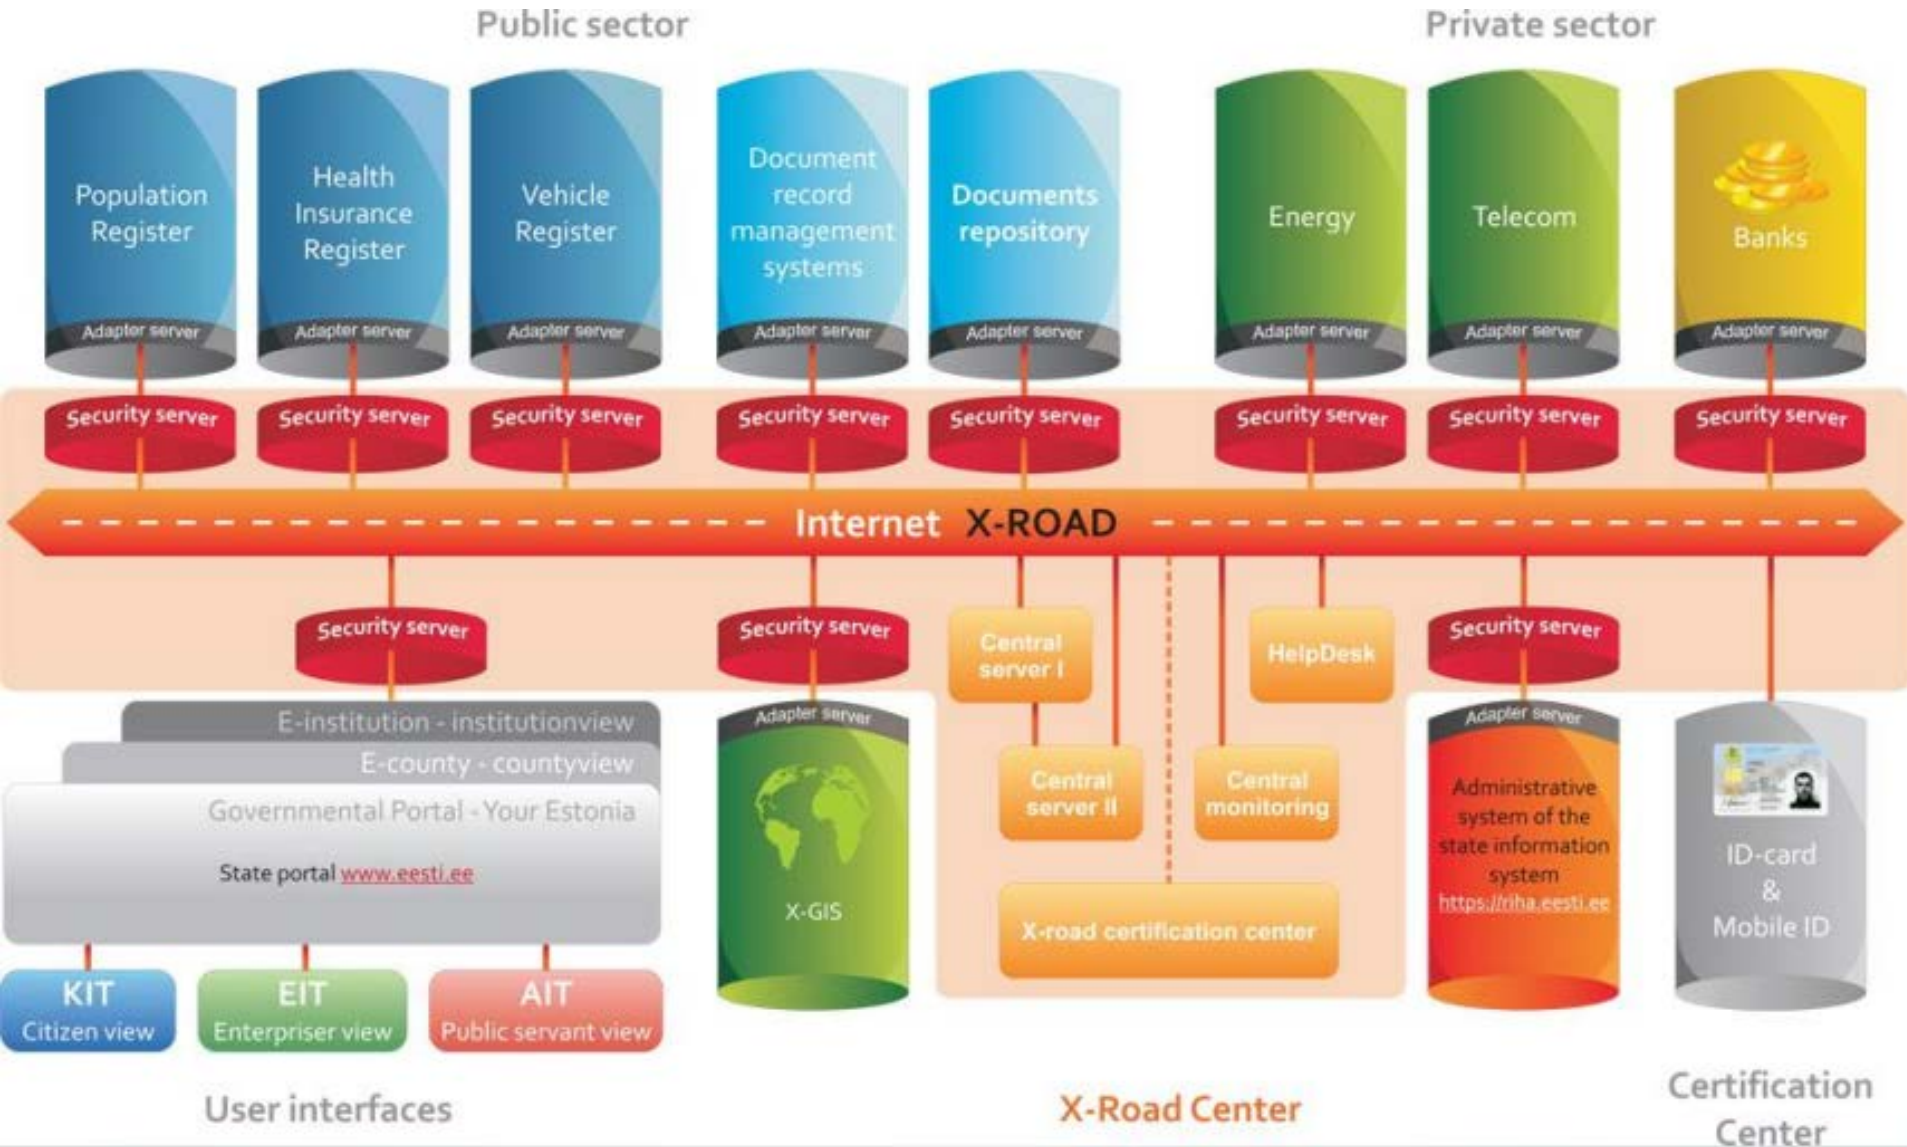 Public sector
Private sector
Population
Register
Health
Insurance
Register
Vehicle
Register
Document
record
management
systems
Documents
repository
Energy
Telecom
Banks
Adapter server
Adapter server
Adapter server
Adapter server
Adapter server
Adapter server
Adapter server
Adapter server
Security server
Security server
Security server
Security server
Security server
Security server
Security server
Security server
Internet X-ROAD
Security server
Security server
Central
server I
HelpDesk
Security server
E-institution - institutionview
E-county - countyview
Governmental Portal - Your Estonia
State portal www.eesti.ee
Adapter server
X-GIS
Central
server II
Central
monitoring
X-road certification center
Adapter server
Administrative
system of the
state information
system
https://riha.eesti.ee
ID-card
&
Mobile ID
KIT
Citizen view
EIT
Enterpriser view
AIT
Public servant view
User interfaces
X-Road Center
Certification
Center